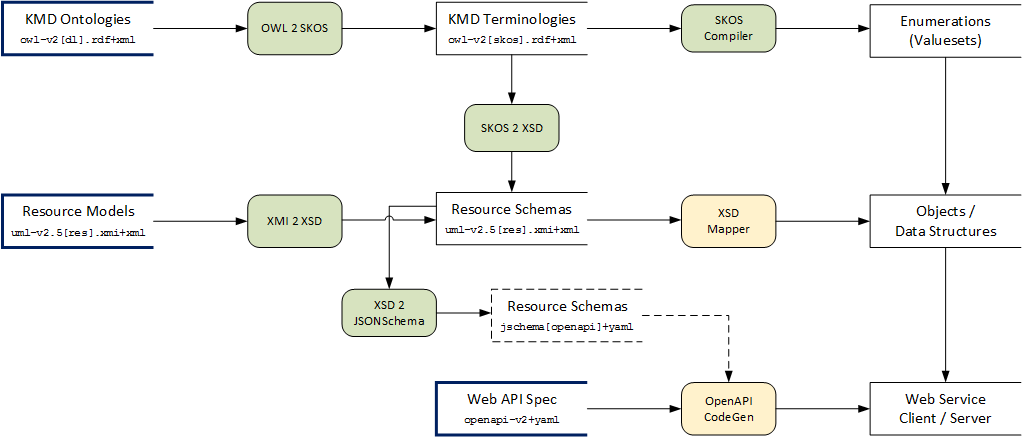 KMD Ontologies
owl-v2[dl].rdf+xml
OWL 2 SKOS
KMD Terminologies
owl-v2[skos].rdf+xml
SKOS
Compiler
Enumerations
(Valuesets)
SKOS 2 XSD
Resource Models
uml-v2.5[res].xmi+xml
XMI 2 XSD
Resource Schemas
uml-v2.5[res].xmi+xml
XSD
Mapper
Objects /
Data Structures
XSD 2
JSONSchema
Resource Schemas
jschema[openapi]+yaml
Web API Spec
openapi-v2+yaml
OpenAPI
CodeGen
Web Service
Client / Server